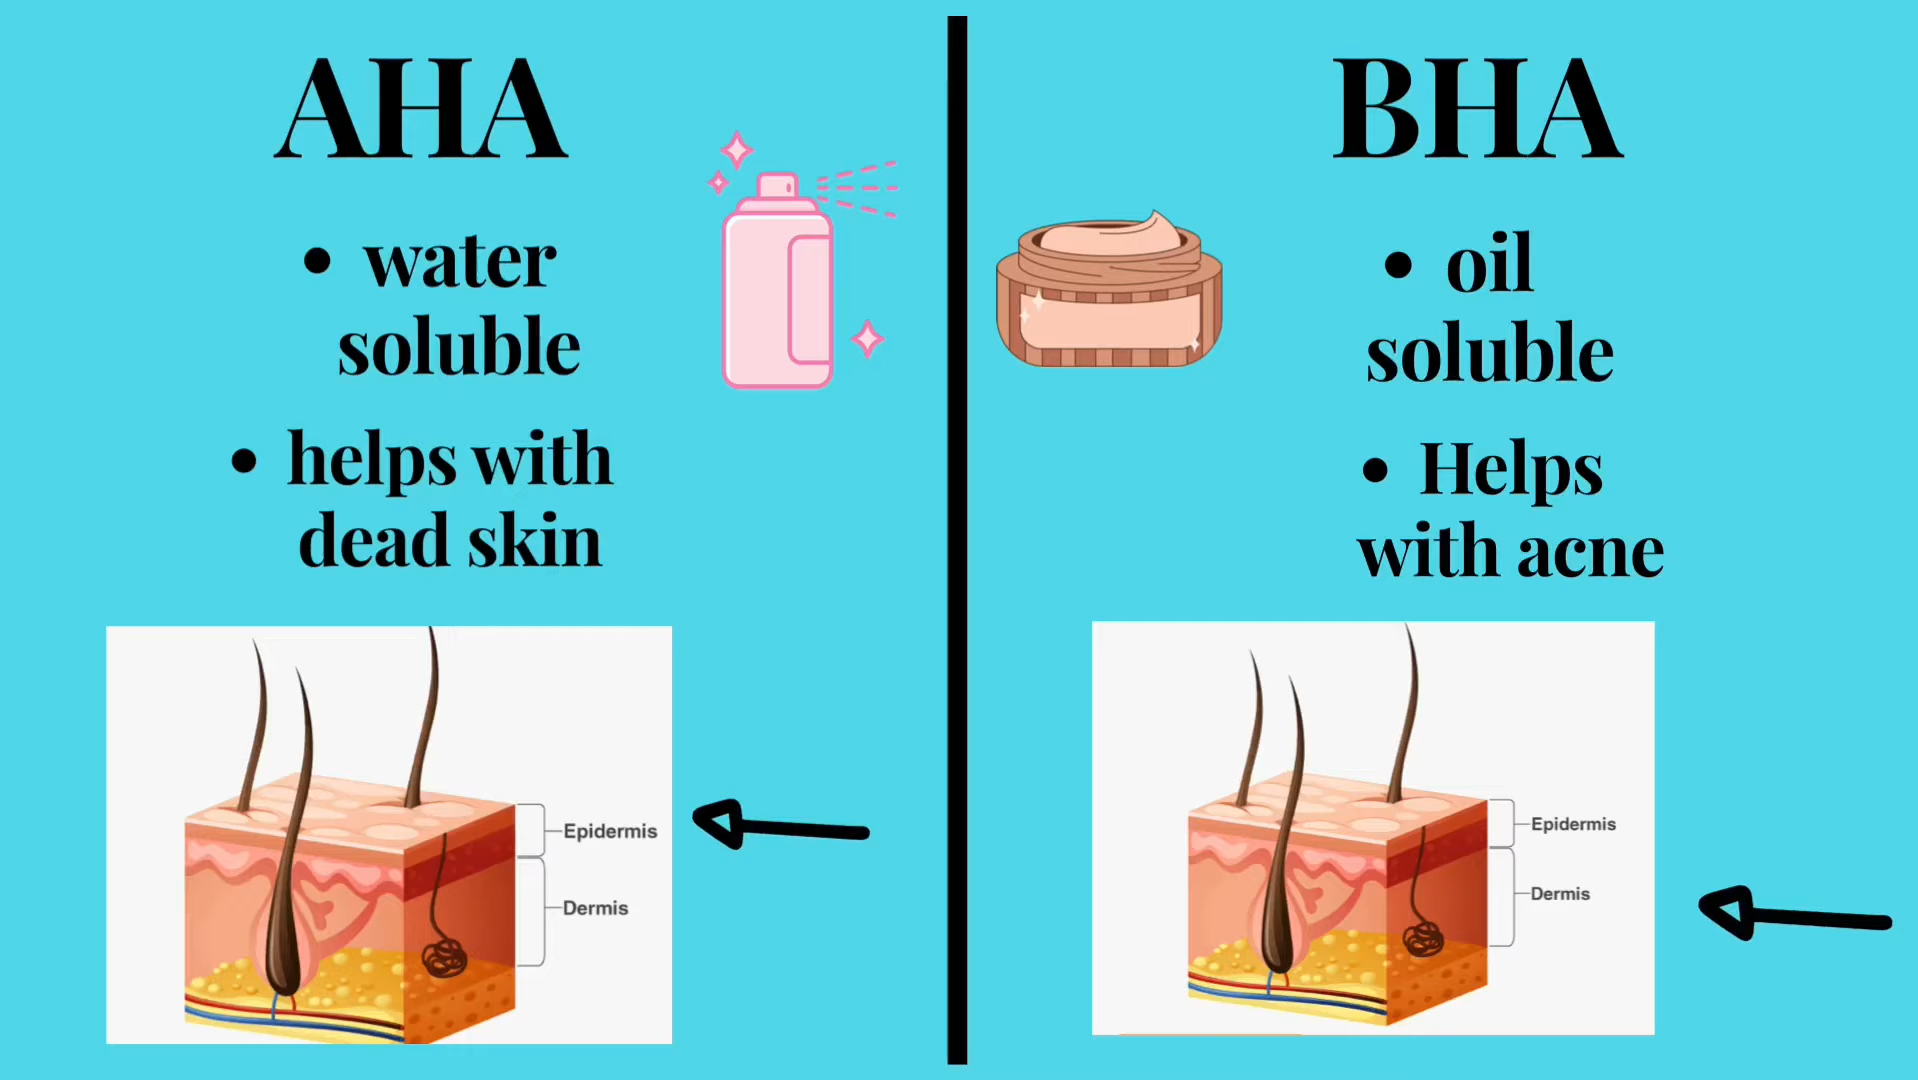 AHA
• water
soluble
• helps with
dead skin
Epidermis
Dermis
BHA
• oil
soluble
• Helps
with acne
Epidermis
Dermis